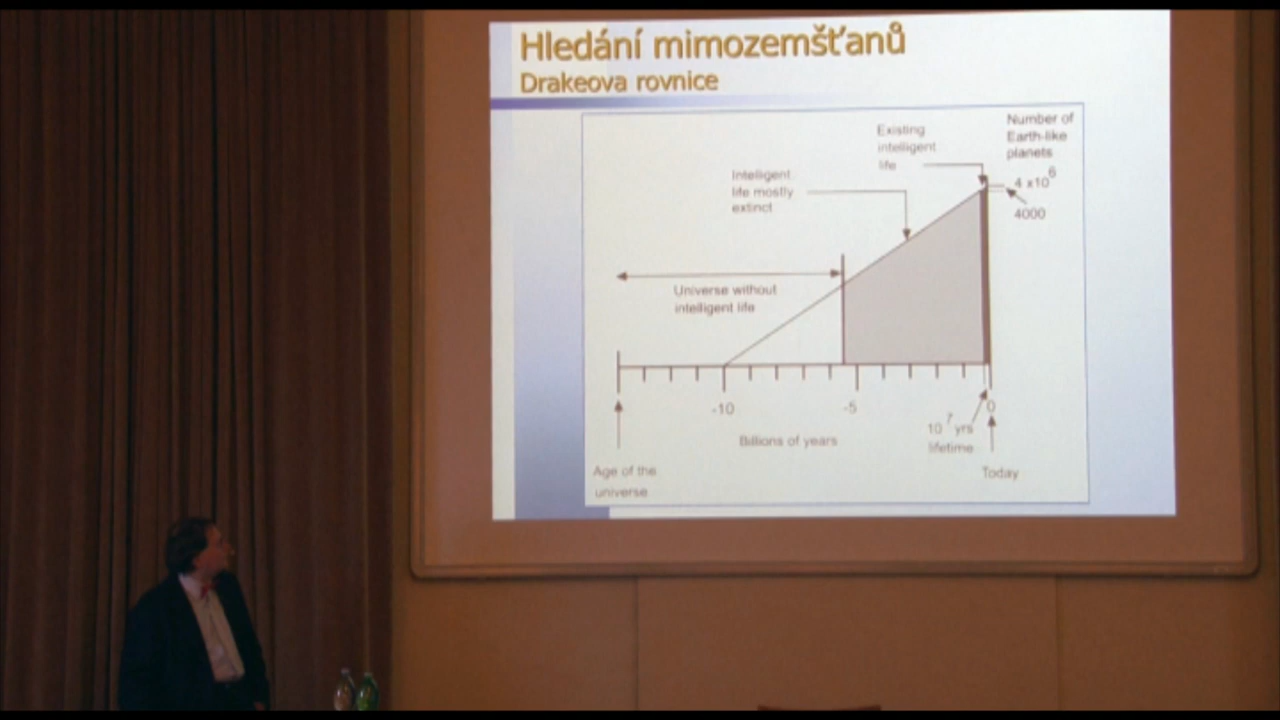 Hledání mimozemšťanů
Drakeova rovnice
Number of
Earth-like
planets
Existing
intelligent
life
Intelligent
life mostly
extinct
4 x10^6
4000
Universe without
intelligent life
-10
-5
0
10^7 yrs
lifetime
Billions of years
Age of the
universe
Today